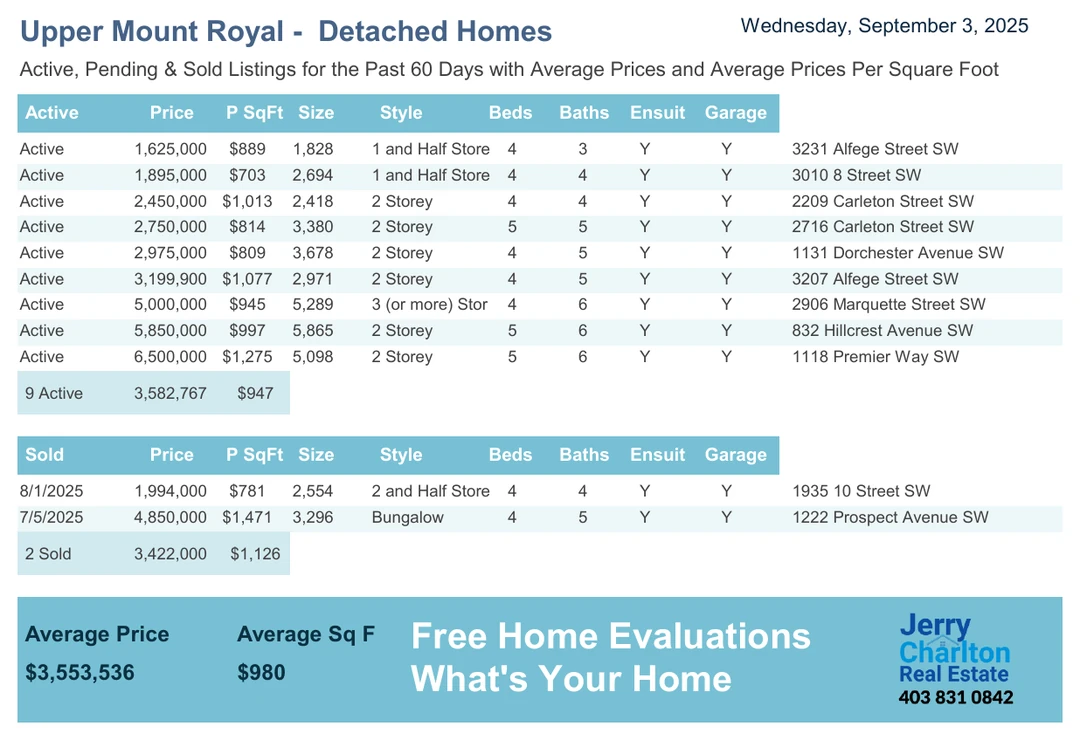 Upper Mount Royal - Detached Homes
Wednesday, September 3, 2025
Active, Pending & Sold Listings for the Past 60 Days with Average Prices and Average Prices Per Square Foot
Active Price P SqFt Size Style Beds Baths Ensuit Garage
Active 1,625,000 $889 1,828 1 and Half Store 4 3 Y Y 3231 Alfege Street SW
Active 1,895,000 $703 2,694 1 and Half Store 4 4 Y Y 3010 8 Street SW
Active 2,450,000 $1,013 2,418 2 Storey 4 4 Y Y 2209 Carleton Street SW
Active 2,750,000 $814 3,380 2 Storey 5 5 Y Y 2716 Carleton Street SW
Active 2,975,000 $809 3,678 2 Storey 4 5 Y Y 1131 Dorchester Avenue SW
Active 3,199,900 $1,077 2,971 2 Storey 4 5 Y Y 3207 Alfege Street SW
Active 5,000,000 $945 5,289 3 (or more) Stor 4 6 Y Y 2906 Marquette Street SW
Active 5,850,000 $997 5,865 2 Storey 5 6 Y Y 832 Hillcrest Avenue SW
Active 6,500,000 $1,275 5,098 2 Storey 5 6 Y Y 1118 Premier Way SW
9 Active 3,582,767 $947
Sold Price P SqFt Size Style Beds Baths Ensuit Garage
8/1/2025 1,994,000 $781 2,554 2 and Half Store 4 4 Y Y 1935 10 Street SW
7/5/2025 4,850,000 $1,471 3,296 Bungalow 4 5 Y Y 1222 Prospect Avenue SW
2 Sold 3,422,000 $1,126
Average Price Average Sq F
$3,553,536 $980
Free Home Evaluations
What's Your Home
Jerry
Charlton
Real Estate
403 831 0842